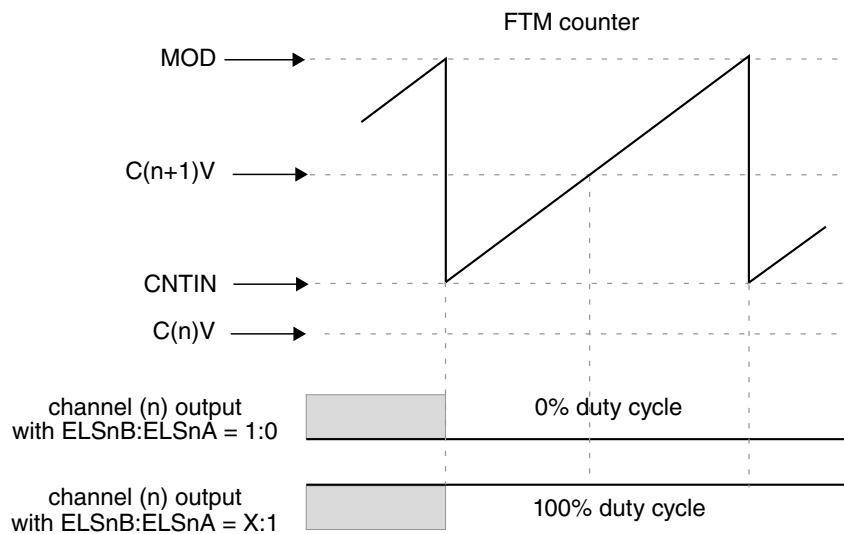 FTM counter
MOD
C(n+1)V
CNTIN
C(n)V
channel (n) output
with ELSnB:ELSnA = 1:0
0% duty cycle
channel (n) output
with ELSnB:ELSnA = X:1
100% duty cycle